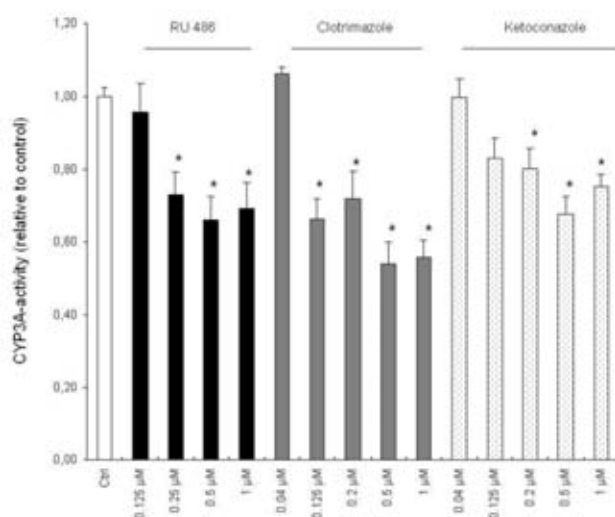 RU 486 Clotrimazole Ketoconazole
CYP3A-activity (relative to control)
1,20
1,00
0,80
0,60
0,40
0,20
0,00
* * * * * * * * * *
Ctrl 0.125 µM 0.25 µM 0.5 µM 1 µM 0.04 µM 0.125 µM 0.2 µM 0.5 µM 1 µM 0.04 µM 0.125 µM 0.2 µM 0.5 µM 1 µM